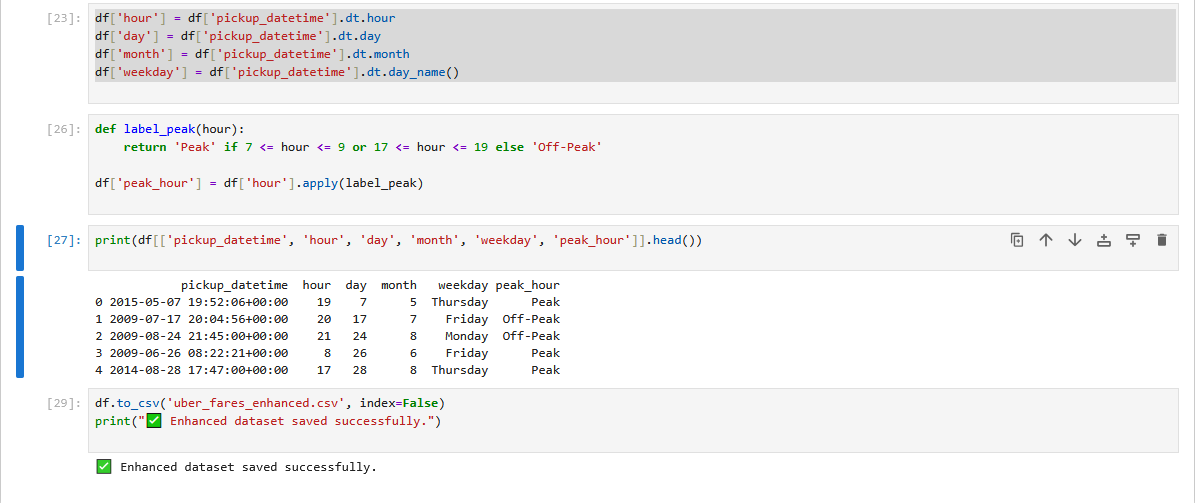 [23]: df['hour'] = df['pickup_datetime'].dt.hour
df['day'] = df['pickup_datetime'].dt.day
df['month'] = df['pickup_datetime'].dt.month
df['weekday'] = df['pickup_datetime'].dt.day_name()
[26]: def label_peak(hour):
    return 'Peak' if 7 <= hour <= 9 or 17 <= hour <= 19 else 'Off-Peak'
df['peak_hour'] = df['hour'].apply(label_peak)
[27]: print(df[['pickup_datetime', 'hour', 'day', 'month', 'weekday', 'peak_hour']].head())
            pickup_datetime  hour  day  month   weekday peak_hour
0 2015-05-07 19:52:06+00:00    19    7      5  Thursday      Peak
1 2009-07-17 20:04:56+00:00    20   17      7    Friday  Off-Peak
2 2009-08-24 21:45:00+00:00    21   24      8    Monday  Off-Peak
3 2009-06-26 08:22:21+00:00     8   26      6    Friday      Peak
4 2014-08-28 17:47:00+00:00    17   28      8  Thursday      Peak
[29]: df.to_csv('uber_fares_enhanced.csv', index=False)
print("✅ Enhanced dataset saved successfully.")
✅ Enhanced dataset saved successfully.